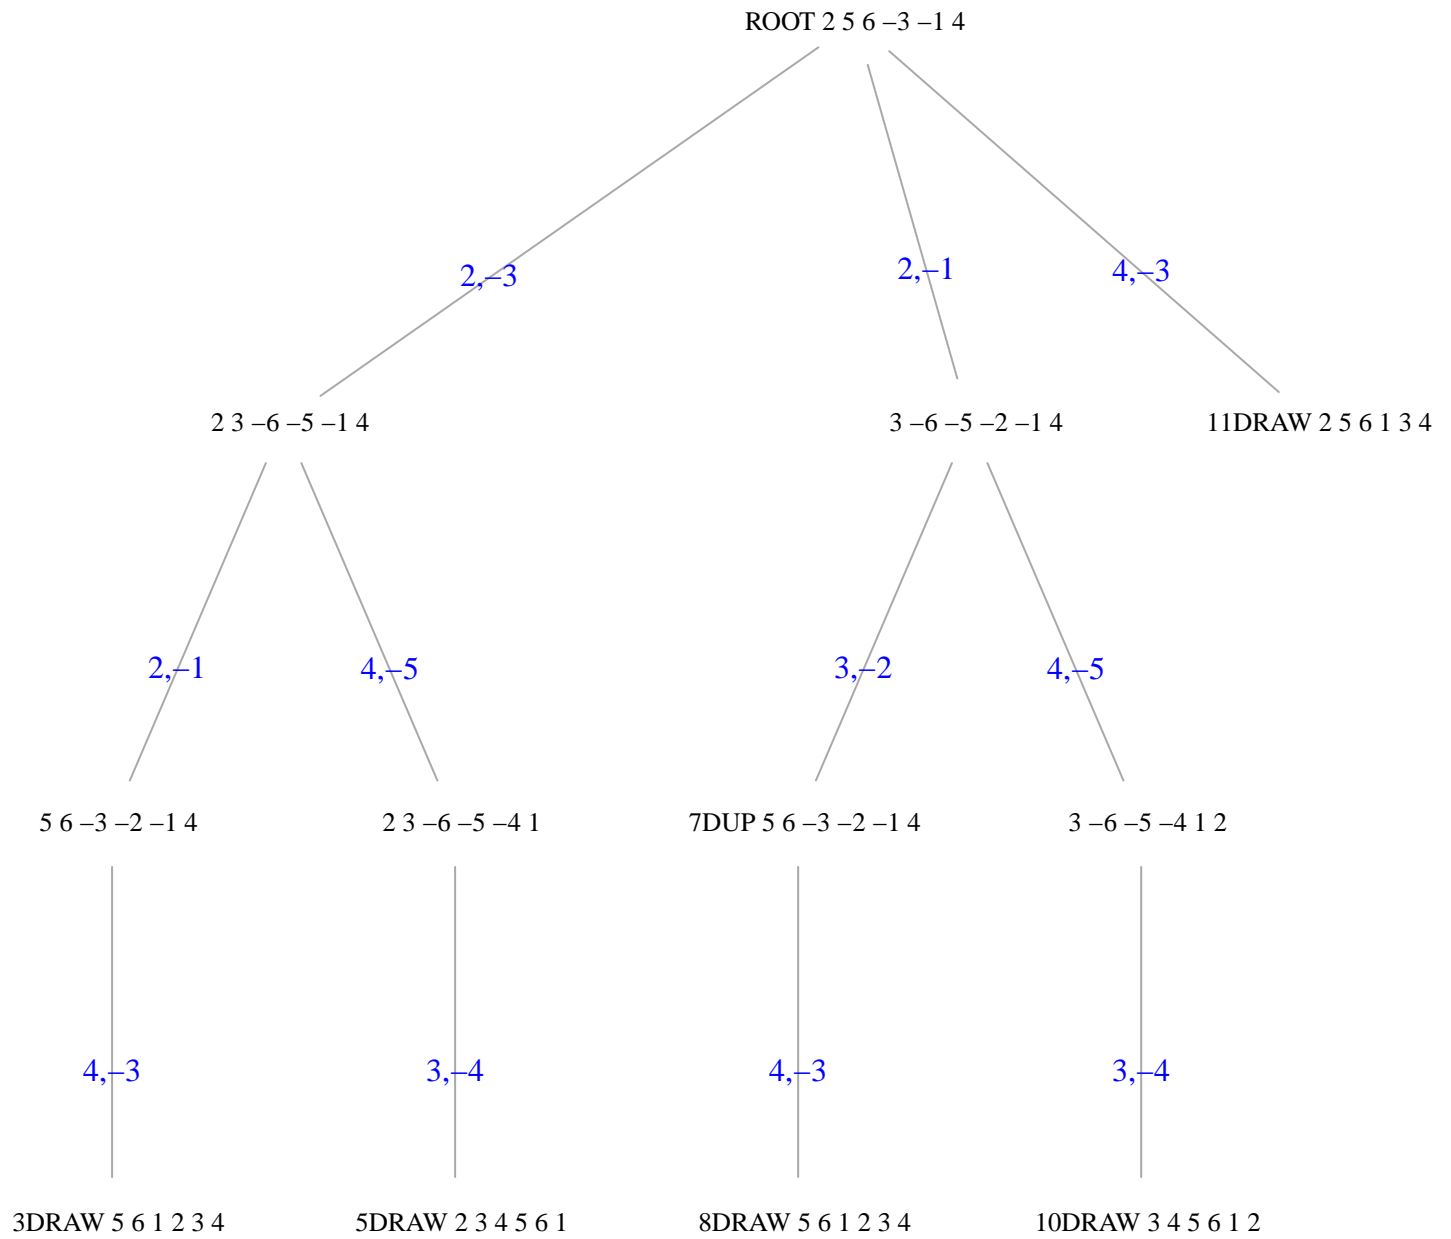 ROOT 2 5 6 –3 –1 4
2,–3
2,–1
4,–3
2 3 –6 –5 –1 4
3 –6 –5 –2 –1 4
11DRAW 2 5 6 1 3 4
2,–1
4,–5
3,–2
4,–5
5 6 –3 –2 –1 4
2 3 –6 –5 –4 1
7DUP 5 6 –3 –2 –1 4
3 –6 –5 –4 1 2
4,–3
3,–4
4,–3
3,–4
3DRAW 5 6 1 2 3 4
5DRAW 2 3 4 5 6 1
8DRAW 5 6 1 2 3 4
10DRAW 3 4 5 6 1 2